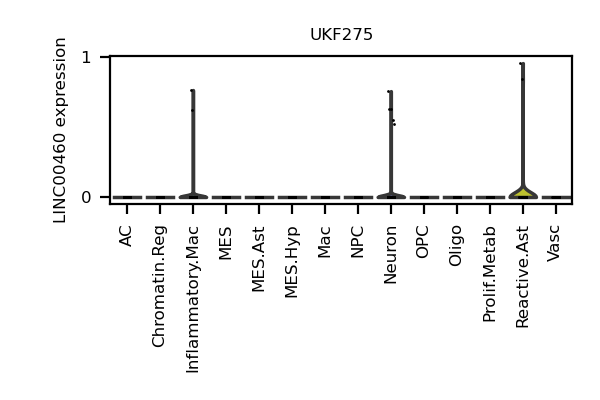 UKF275
LINC00460 expression
1
0
AC
Chromatin.Reg
Inflammatory.Mac
MES
MES.Ast
MES.Hyp
Mac
NPC
Neuron
OPC
Oligo
Prolif.Metab
Reactive.Ast
Vasc